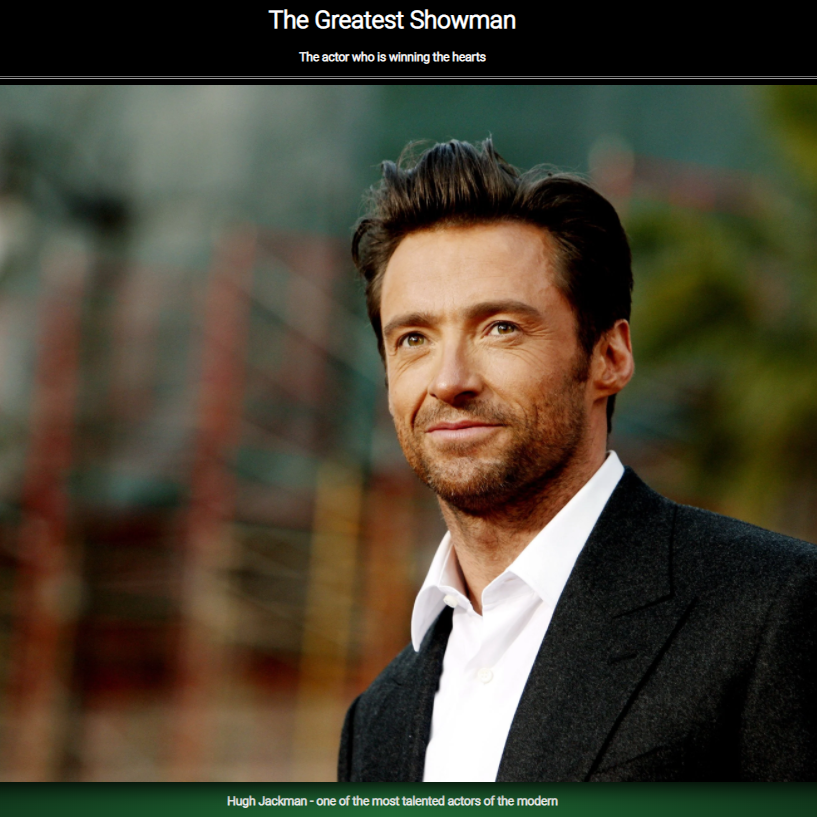 The Greatest Showman
The actor who is winning the hearts
Hugh Jackman - one of the most talented actors of the modern